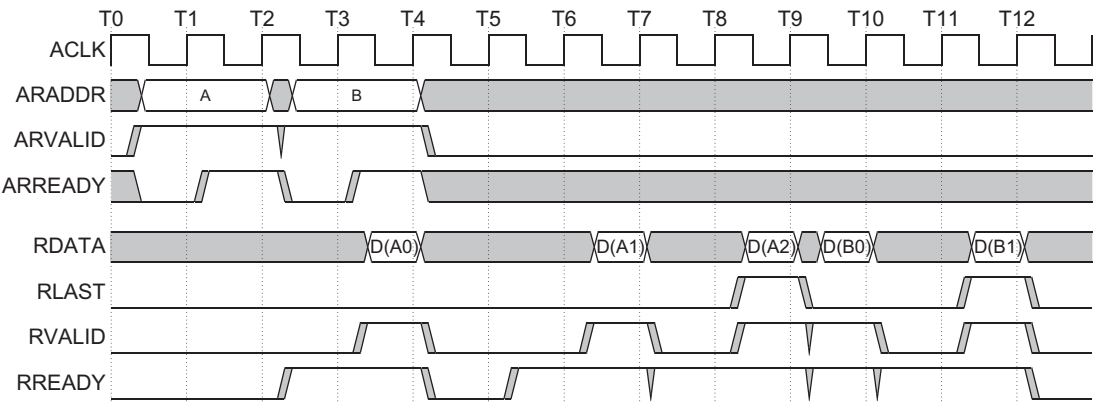 T0 T1 T2 T3 T4 T5 T6 T7 T8 T9 T10 T11 T12
ACLK
ARADDR A B
ARVALID
ARREADY
RDATA D(A0) D(A1) D(A2) D(B0) D(B1)
RLAST
RVALID
RREADY